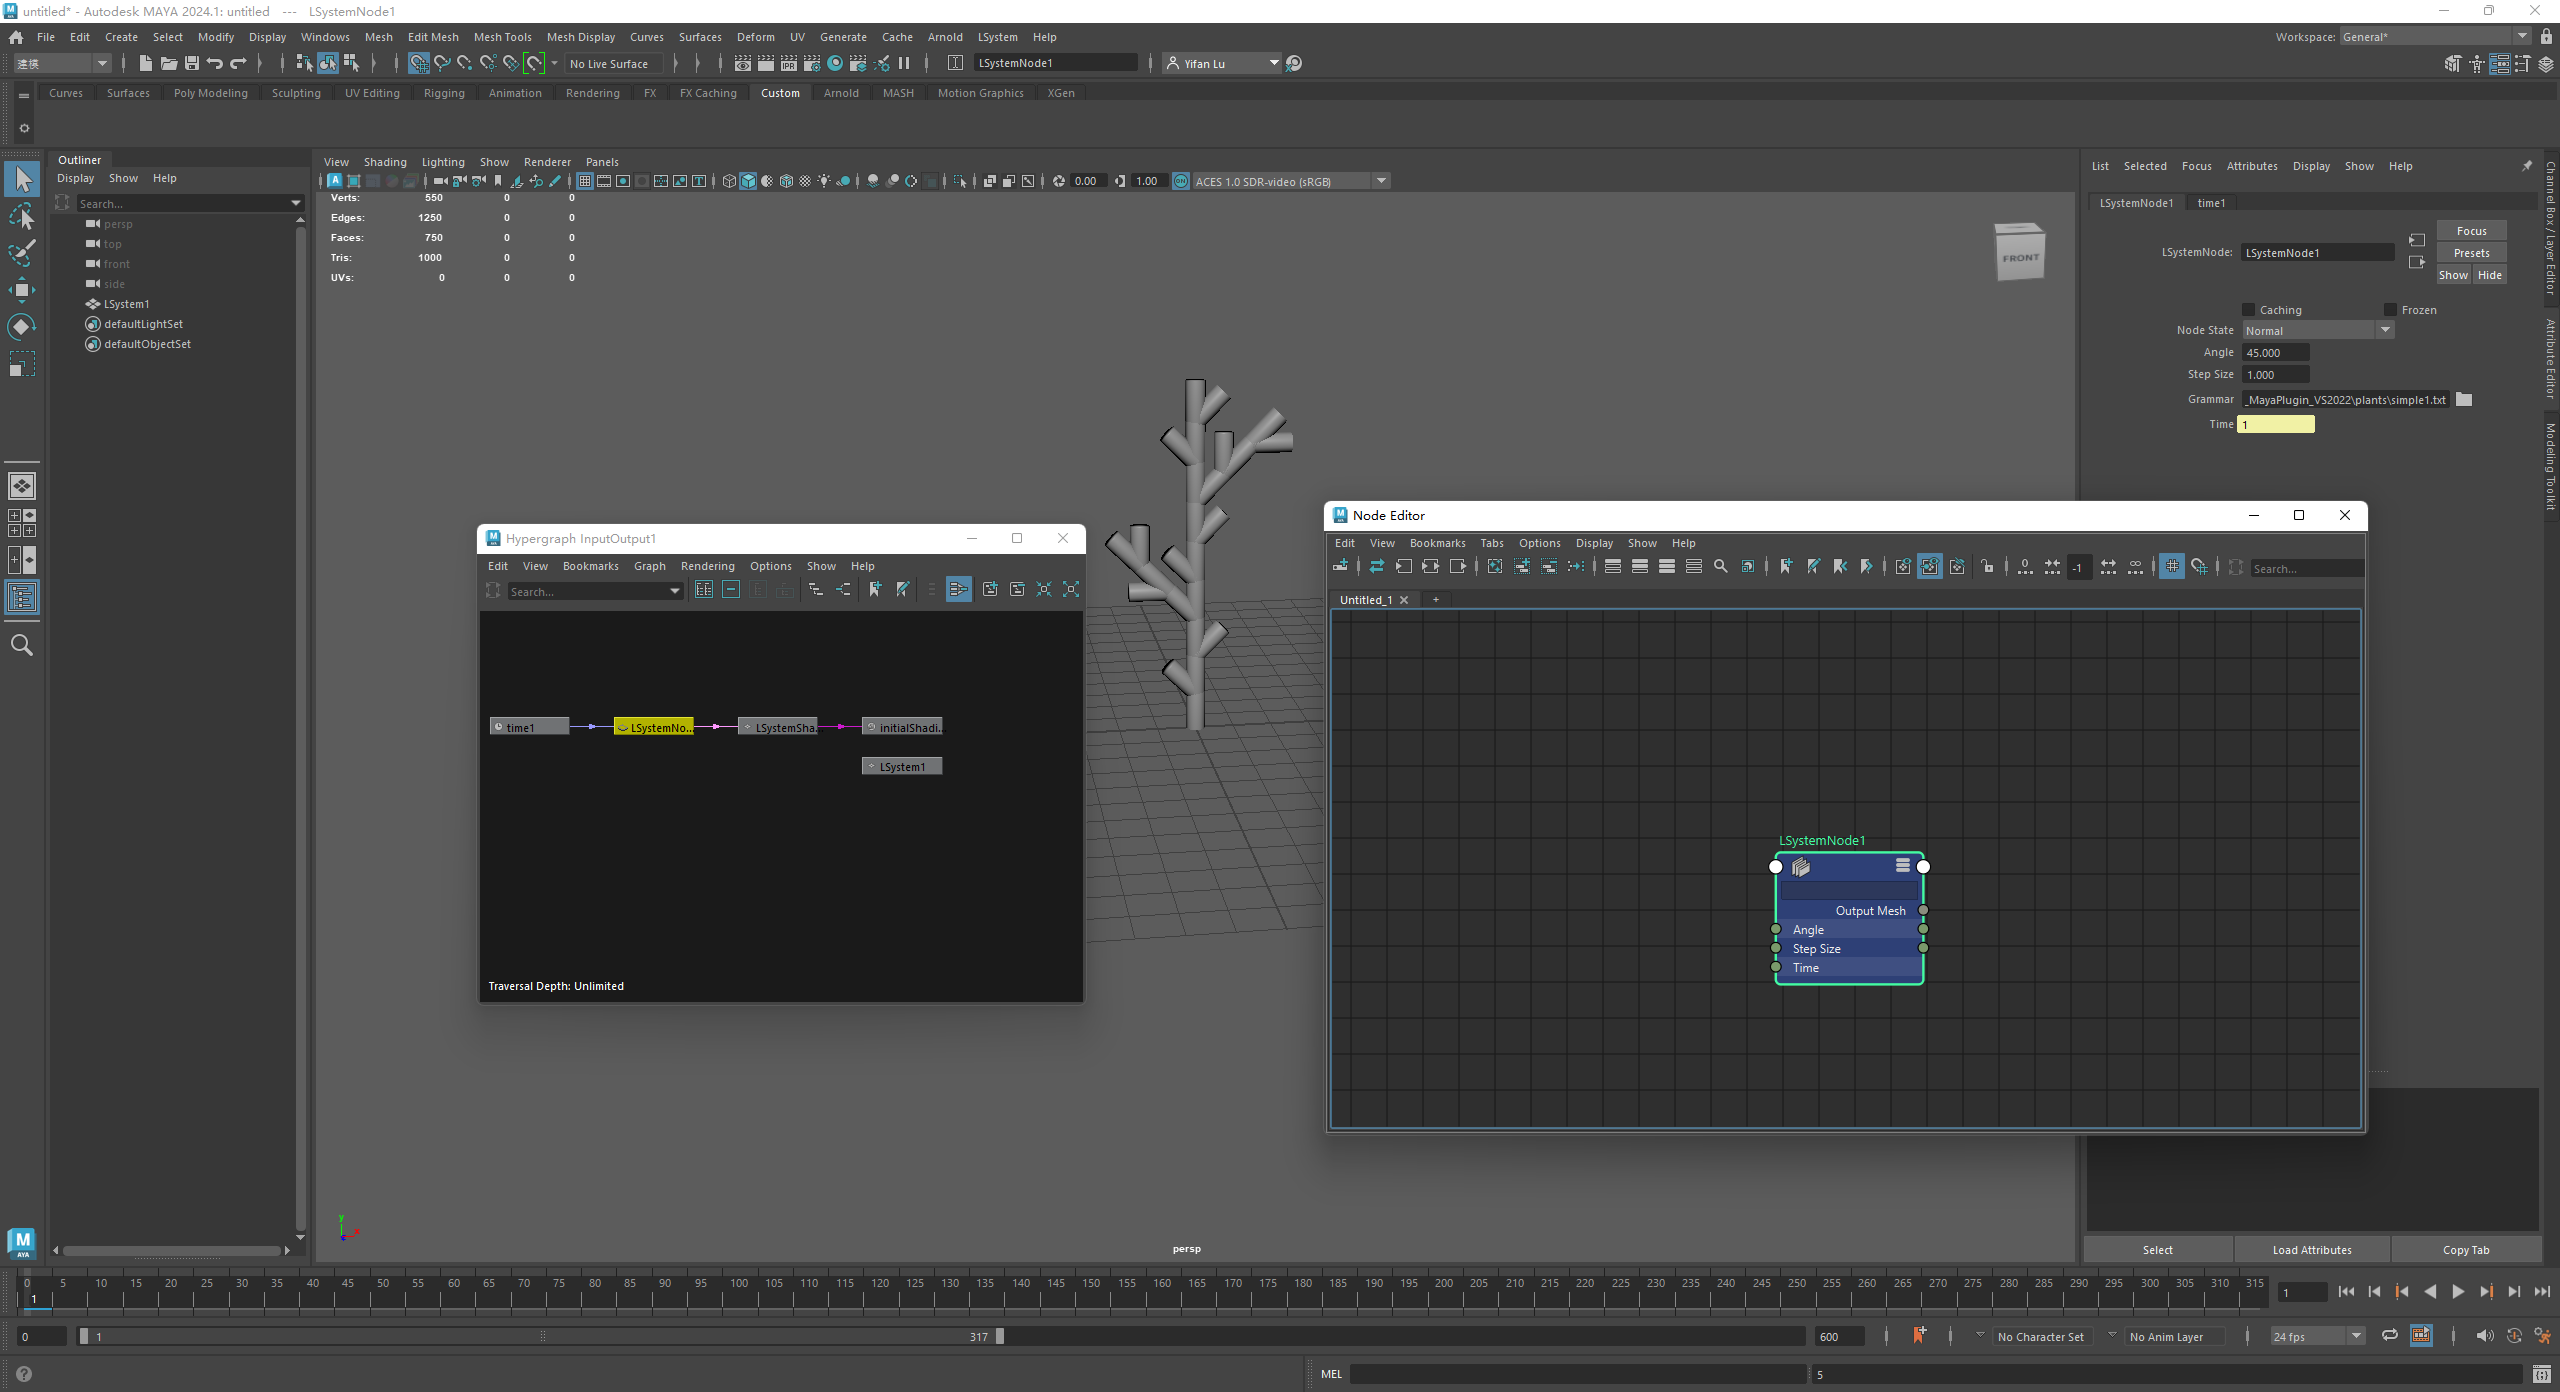 untitled* - Autodesk MAYA 2024.1: untitled --- LSystemNode1
File Edit Create Select Modify Display Windows Mesh Edit Mesh Mesh Tools Mesh Display Curves Surfaces Deform UV Generate Cache Arnold LSystem Help
Workspace: General*
建模
No Live Surface
LSystemNode1
Yifan Lu
Curves Surfaces Poly Modeling Sculpting UV Editing Rigging Animation Rendering FX FX Caching Custom Arnold MASH Motion Graphics XGen
Outliner
Display Show Help
Search...
persp
top
front
side
LSystem1
defaultLightSet
defaultObjectSet
View Shading Lighting Show Renderer Panels
0.00
1.00
ACES 1.0 SDR-video (sRGB)
Verts: 550 0 0
Edges: 1250 0 0
Faces: 750 0 0
Tris: 1000 0 0
UVs: 0 0 0
FRONT
persp
y
x
Hypergraph InputOutput1
Edit View Bookmarks Graph Rendering Options Show Help
Search...
time1
LSystemNo...
LSystemSha...
initialShadi...
LSystem1
Traversal Depth: Unlimited
Node Editor
Edit View Bookmarks Tabs Options Display Show Help
-1
Search...
Untitled_1
+
LSystemNode1
Output Mesh
Angle
Step Size
Time
List Selected Focus Attributes Display Show Help
LSystemNode1 time1
LSystemNode: LSystemNode1
Focus
Presets
Show Hide
Caching
Frozen
Node State Normal
Angle 45.000
Step Size 1.000
Grammar _MayaPlugin_VS2022\plants\simple1.txt
Time 1
Select Load Attributes Copy Tab
Channel Box / Layer Editor
Attribute Editor
Modeling Toolkit
0 5 10 15 20 25 30 35 40 45 50 55 60 65 70 75 80 85 90 95 100 105 110 115 120 125 130 135 140 145 150 155 160 165 170 175 180 185 190 195 200 205 210 215 220 225 230 235 240 245 250 255 260 265 270 275 280 285 290 295 300 305 310 315
1
1
0
1
317
600
No Character Set
No Anim Layer
24 fps
MEL
5
M
AYA